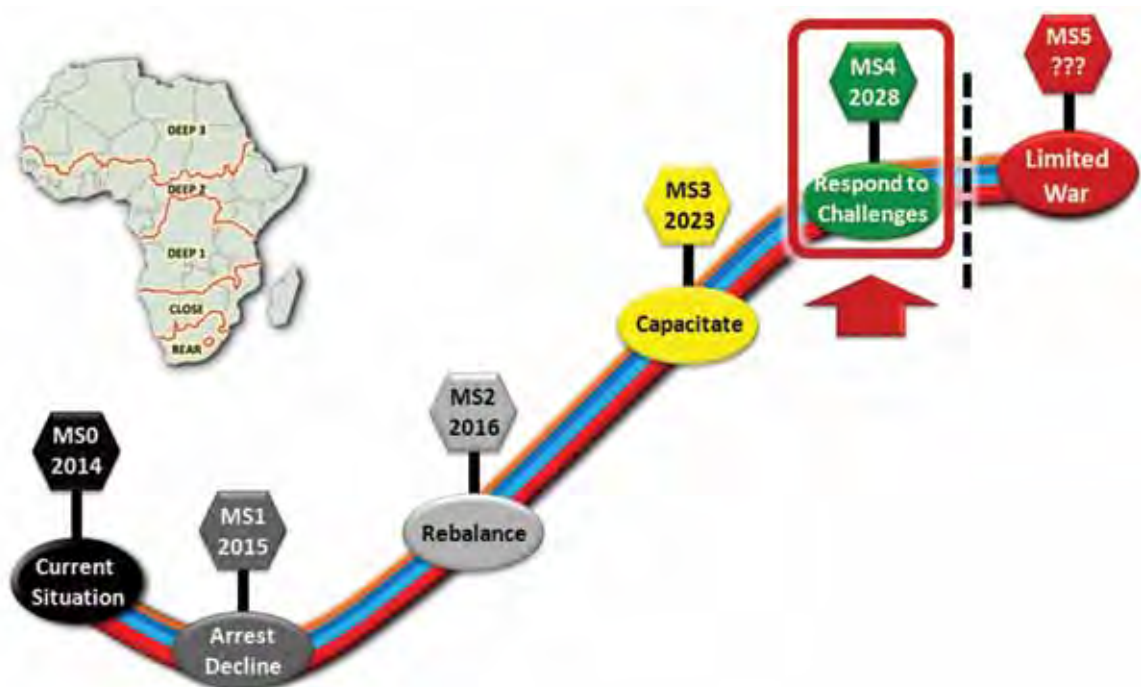 DEEP 3
DEEP 2
DEEP 1
CLOSE
REAR
MS0
2014
Current
Situation
MS1
2015
Arrest
Decline
MS2
2016
Rebalance
MS3
2023
Capacitate
MS4
2028
Respond to
Challenges
MS5
???
Limited
War